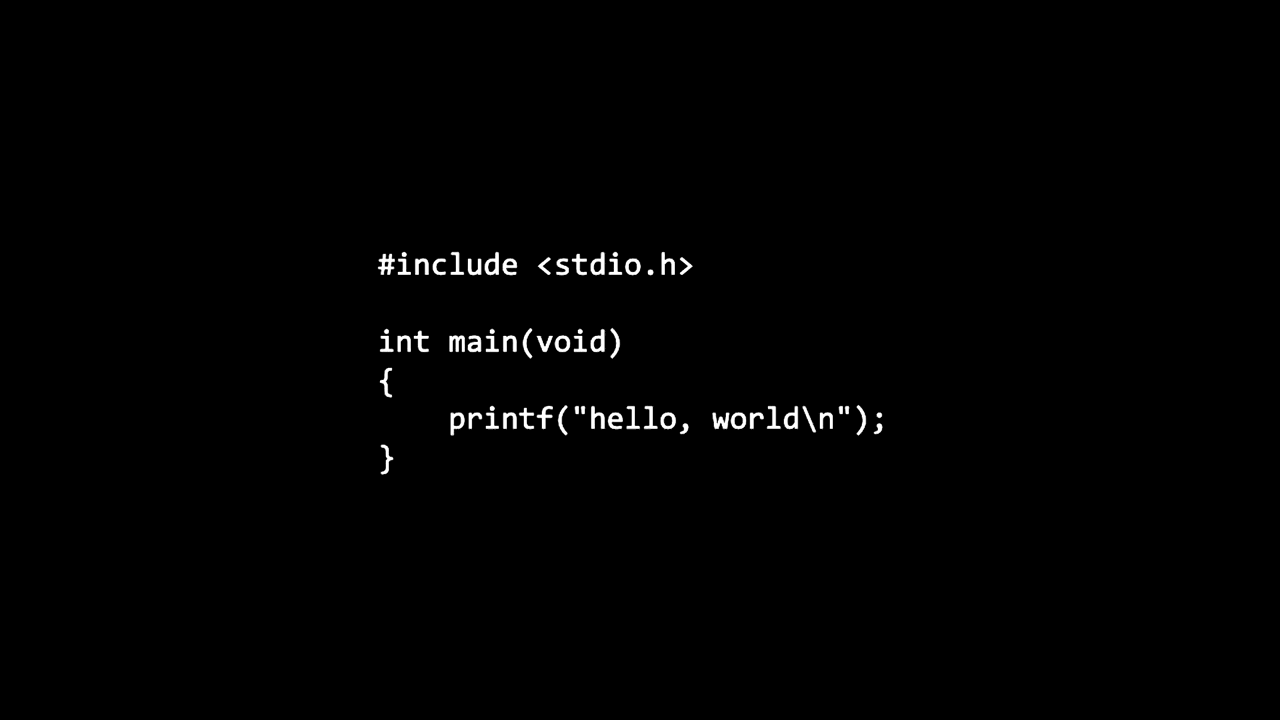 #include <stdio.h>

int main(void)
{
    printf("hello, world\n");
}